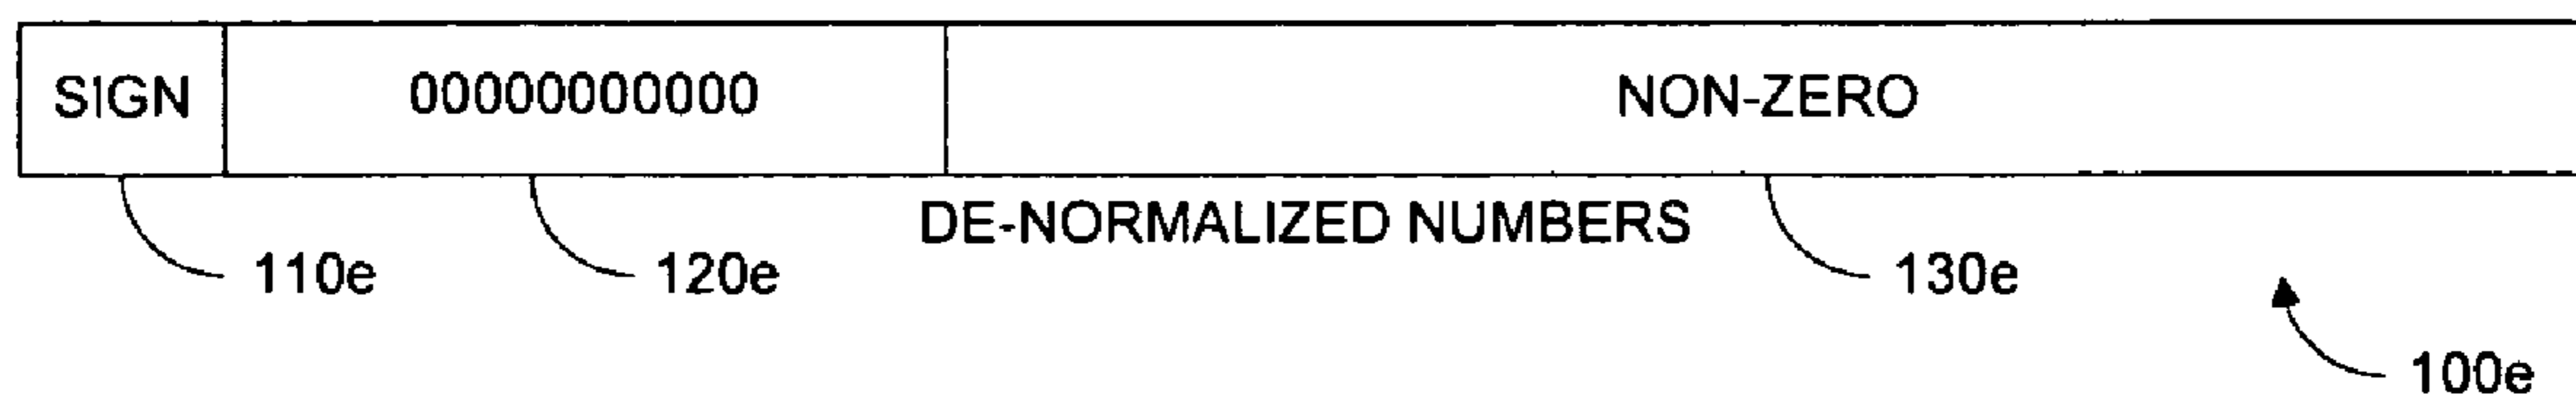 SIGN 00000000000 NON-ZERO
DE-NORMALIZED NUMBERS
110e 120e 130e
100e